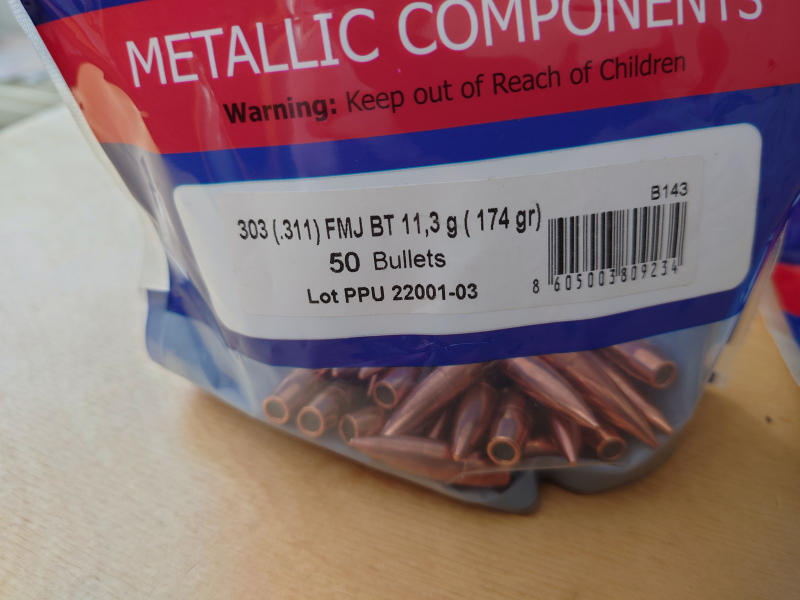 METALLIC COMPONENTS
Warning: Keep out of Reach of Children
B143
303 (.311) FMJ BT 11,3 g ( 174 gr)
50 Bullets
Lot PPU 22001-03
8 605003 809234